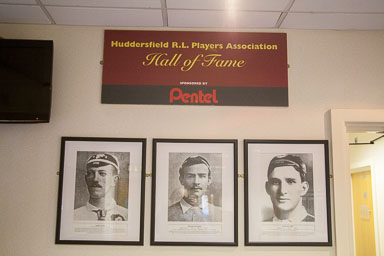 Huddersfield R.L. Players Association
Hall of Fame
SPONSORED BY
Pentel